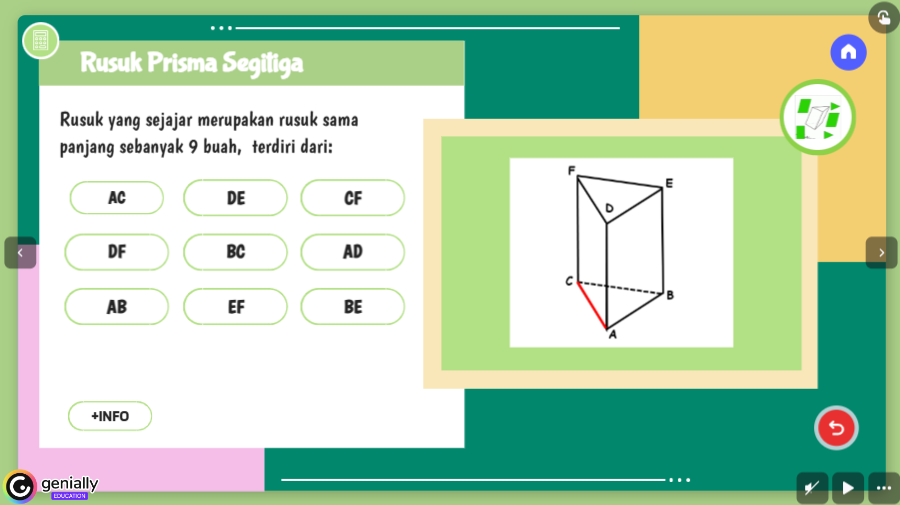 Rusuk Prisma Segitiga
Rusuk yang sejajar merupakan rusuk sama
panjang sebanyak 9 buah, terdiri dari:
AC DE CF
DF BC AD
AB EF BE
+INFO
F
E
D
C
B
A
genially
EDUCATION